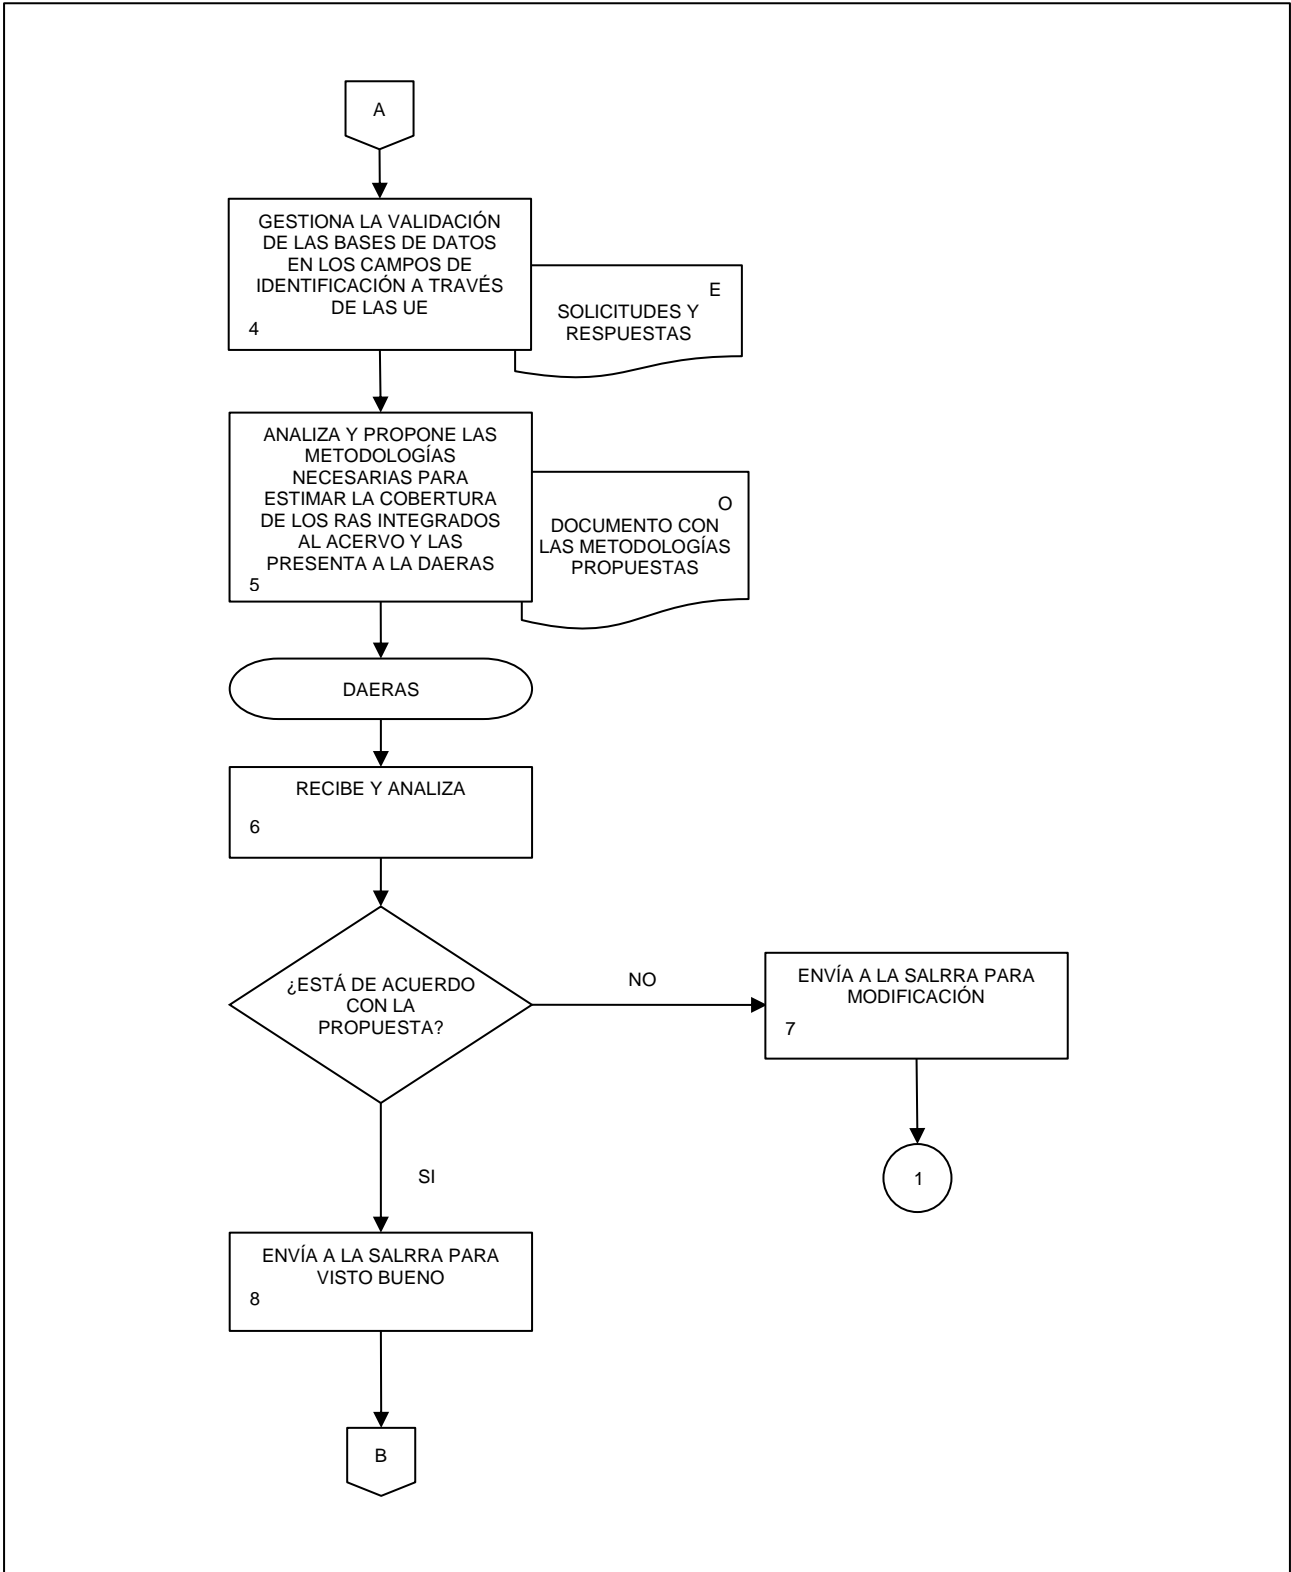 A
GESTIONA LA VALIDACIÓN
DE LAS BASES DE DATOS
EN LOS CAMPOS DE
IDENTIFICACIÓN A TRAVÉS
DE LAS UE
4
E
SOLICITUDES Y
RESPUESTAS
ANALIZA Y PROPONE LAS
METODOLOGÍAS
NECESARIAS PARA
ESTIMAR LA COBERTURA
DE LOS RAS INTEGRADOS
AL ACERVO Y LAS
PRESENTA A LA DAERAS
5
O
DOCUMENTO CON
LAS METODOLOGÍAS
PROPUESTAS
DAERAS
RECIBE Y ANALIZA
6
¿ESTÁ DE ACUERDO
CON LA
PROPUESTA?
NO
ENVÍA A LA SALRRA PARA
MODIFICACIÓN
7
1
SI
ENVÍA A LA SALRRA PARA
VISTO BUENO
8
B